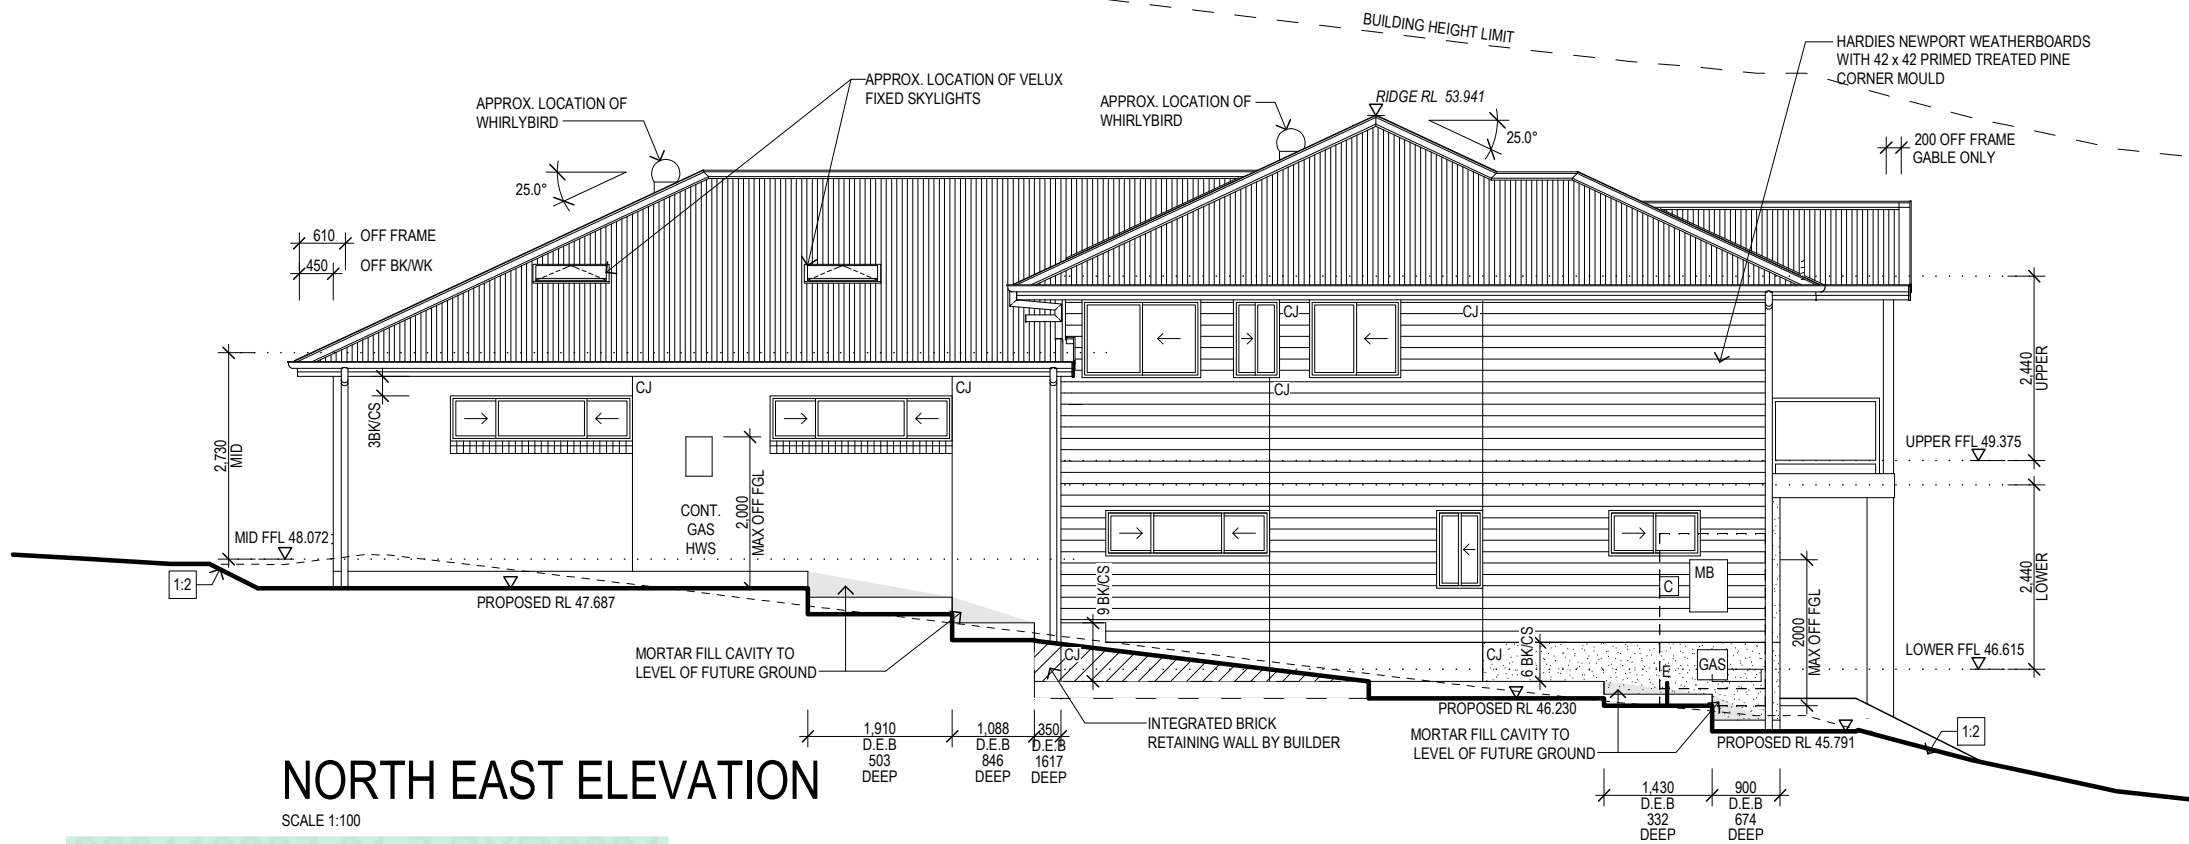 BUILDING HEIGHT LIMIT
HARDIES NEWPORT WEATHERBOARDS
WITH 42 x 42 PRIMED TREATED PINE
CORNER MOULD
APPROX. LOCATION OF VELUX
FIXED SKYLIGHTS
APPROX. LOCATION OF
WHIRLYBIRD
APPROX. LOCATION OF
WHIRLYBIRD
RIDGE RL 53.941
25.0°
25.0°
200 OFF FRAME
GABLE ONLY
610 OFF FRAME
450 OFF BK/WK
CJ
CJ
CJ
CJ
CJ
3BK/CS
2,730
MID
2,440
UPPER
UPPER FFL 49.375
CONT.
GAS
HWS
2,000
MAX OFF FGL
MID FFL 48.072
1:2
PROPOSED RL 47.687
MB
C
2,440
LOWER
9 BK/CS
6 BK/CS
2000
MAX OFF FGL
CJ
CJ
GAS
E
LOWER FFL 46.615
MORTAR FILL CAVITY TO
LEVEL OF FUTURE GROUND
PROPOSED RL 46.230
INTEGRATED BRICK
RETAINING WALL BY BUILDER
MORTAR FILL CAVITY TO
LEVEL OF FUTURE GROUND
PROPOSED RL 45.791
1:2
1,910
D.E.B
503
DEEP
1,088
D.E.B
846
DEEP
350
D.E.B
1617
DEEP
1,430
D.E.B
332
DEEP
900
D.E.B
674
DEEP
NORTH EAST ELEVATION
SCALE 1:100